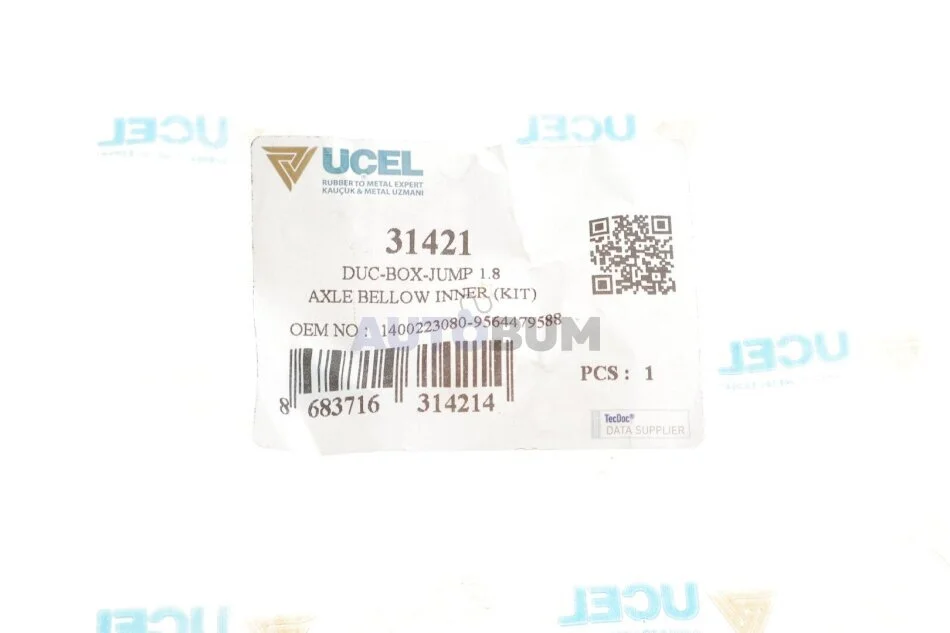 UCEL
UCEL
UÇEL
RUBBER TO METAL EXPERT
KAUÇUK & METAL UZMANI
31421
DUC-BOX-JUMP 1.8
AXLE BELLOW INNER (KIT)
OEM NO : 1400223080-9564479588
AUTOBUM
PCS : 1
8 683716 314214
TecDoc®
DATA SUPPLIER
UCEL
UCEL
UCEL